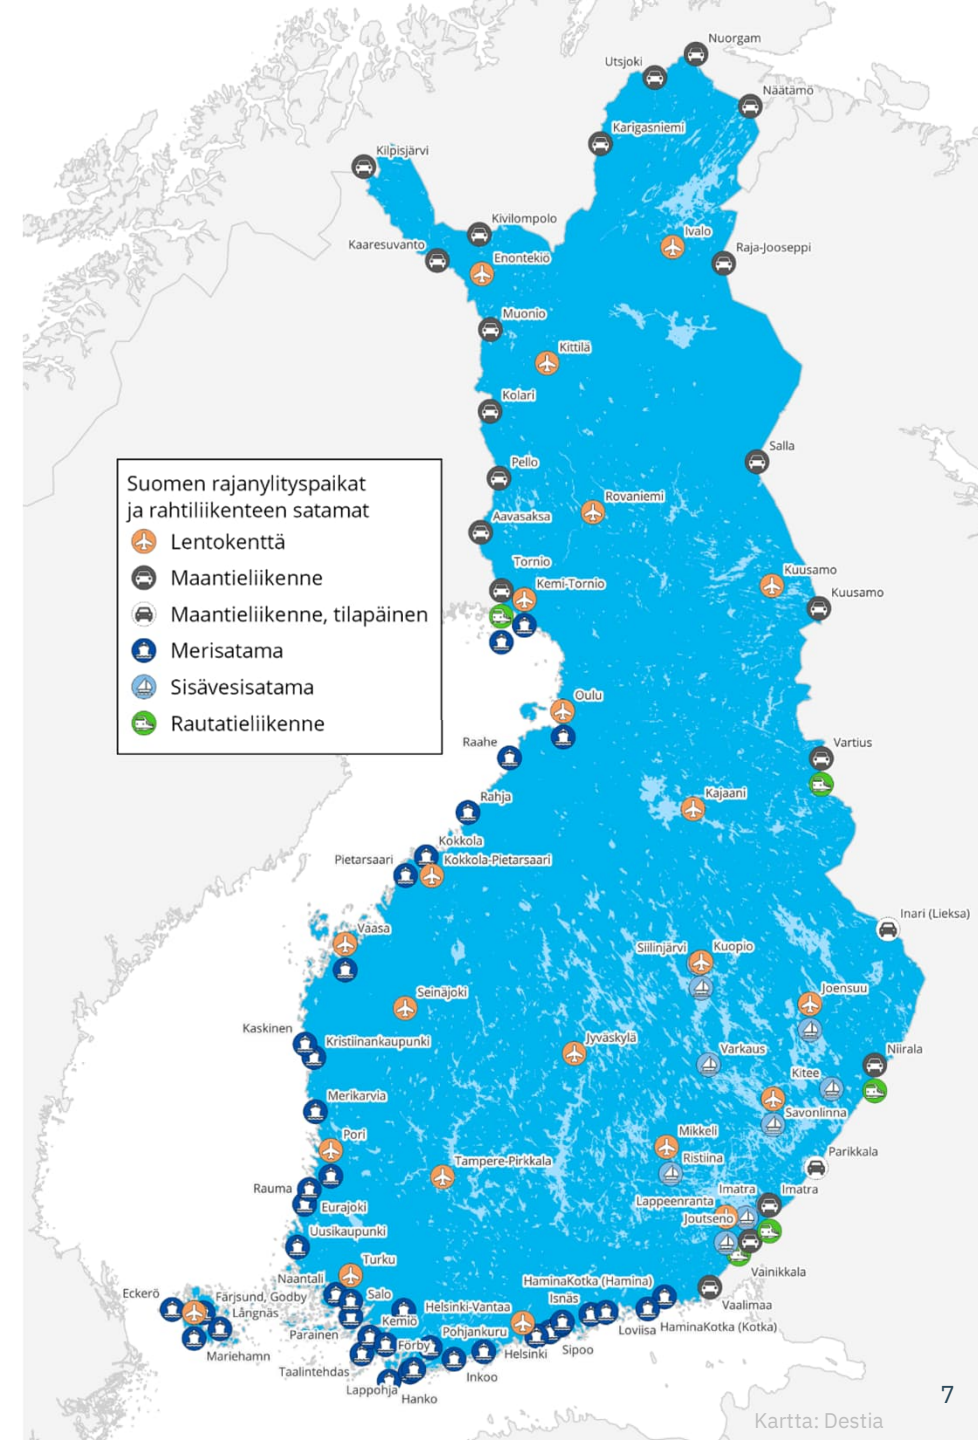 Nuorgam
Utsjoki
Näätämö
Karigasniemi
Kilpisjärvi
Kivilompolo
Ivalo
Kaaresuvanto
Raja-Jooseppi
Enontekiö
Muonio
Kittilä
Kolari
Salla
Pello
Rovaniemi
Aavasaksa
Tornio
Kemi-Tornio
Kuusamo
Kuusamo
Suomen rajanylityspaikat
ja rahtiliikenteen satamat
Lentokenttä
Maantieliikenne
Maantieliikenne, tilapäinen
Merisatama
Sisävesisatama
Rautatieliikenne
Oulu
Raahe
Vartius
Rahja
Kajaani
Kokkola
Pietarsaari
Kokkola-Pietarsaari
Inari (Lieksa)
Vaasa
Siilinjärvi
Kuopio
Seinäjoki
Joensuu
Kaskinen
Kristiinankaupunki
Jyväskylä
Varkaus
Niirala
Kitee
Merikarvia
Savonlinna
Pori
Mikkeli
Parikkala
Tampere-Pirkkala
Ristiina
Rauma
Imatra
Imatra
Eurajoki
Lappeenranta
Joutseno
Uusikaupunki
Turku
Vainikkala
Naantali
HaminaKotka (Hamina)
Eckerö
Färjsund, Godby
Salo
Isnäs
Långnäs
Kemiö
Helsinki-Vantaa
Vaalimaa
Parainen
Pohjankuru
Loviisa
HaminaKotka (Kotka)
Mariehamn
Förby
Helsinki
Sipoo
Taalintehdas
Inkoo
Lappohja
Hanko
7
Kartta: Destia